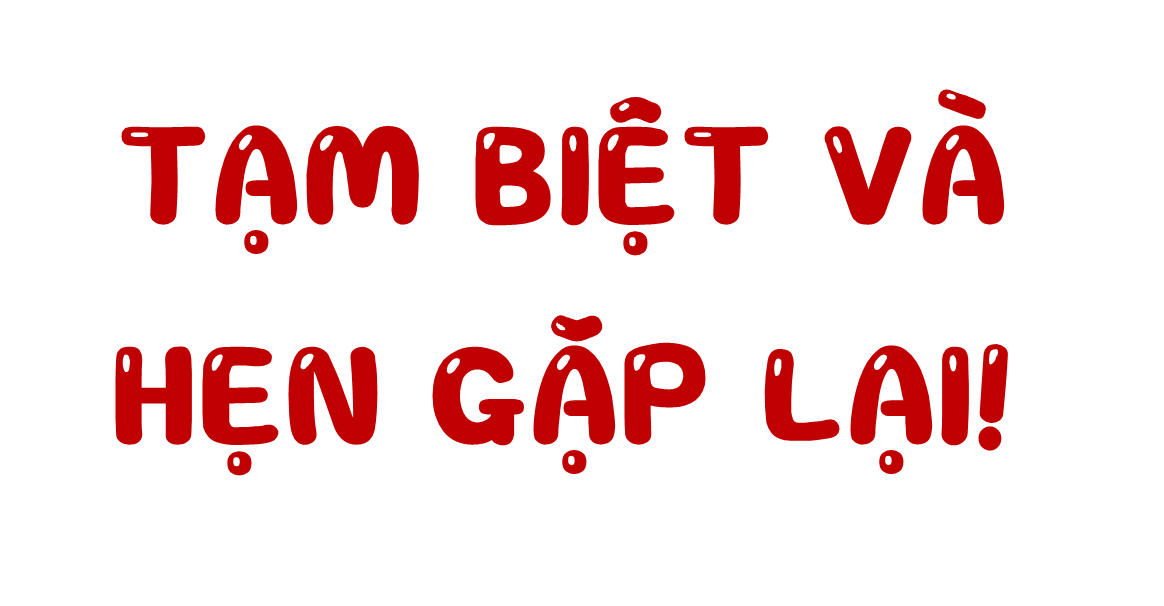 TẠM BIỆT VÀ
HẸN GẶP LẠI!